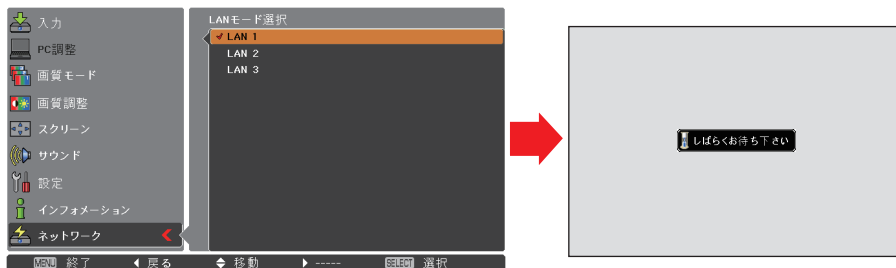 入力
PC調整
画質モード
画質調整
スクリーン
サウンド
設定
インフォメーション
ネットワーク
LANモード選択
LAN 1
LAN 2
LAN 3
MENU 終了 戻る 移動 ----- SELECT 選択
しばらくお待ち下さい